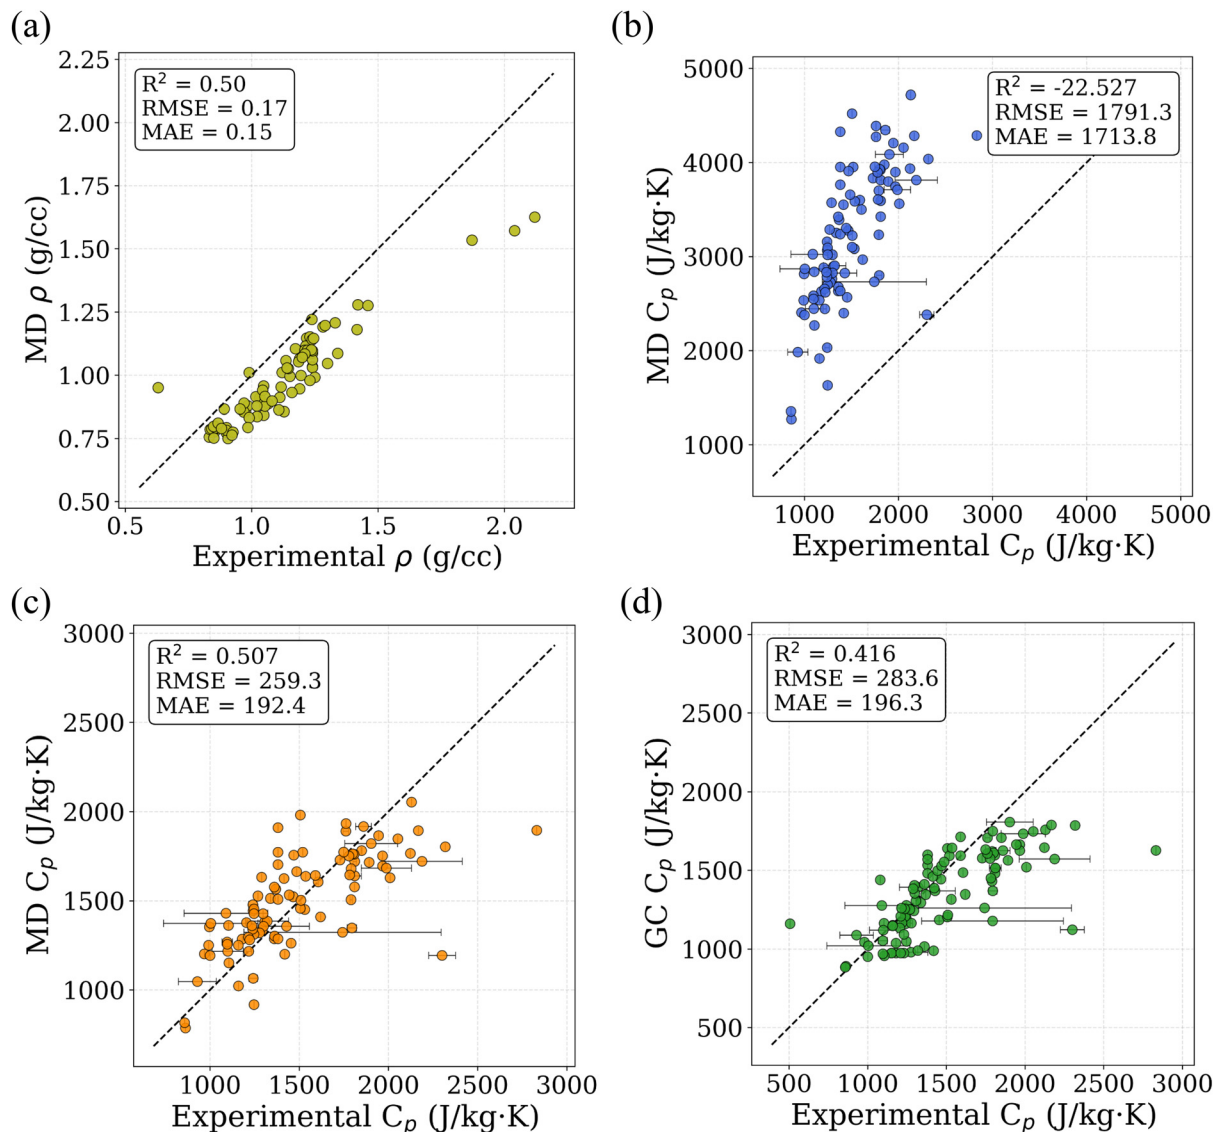 (a)
2.25
2.00
1.75
1.50
1.25
1.00
0.75
0.50
MD ρ (g/cc)
R² = 0.50
RMSE = 0.17
MAE = 0.15
0.5 1.0 1.5 2.0
Experimental ρ (g/cc)
(b)
5000
4000
3000
2000
1000
MD Cₚ (J/kg·K)
R² = -22.527
RMSE = 1791.3
MAE = 1713.8
1000 2000 3000 4000 5000
Experimental Cₚ (J/kg·K)
(c)
3000
2500
2000
1500
1000
MD Cₚ (J/kg·K)
R² = 0.507
RMSE = 259.3
MAE = 192.4
1000 1500 2000 2500 3000
Experimental Cₚ (J/kg·K)
(d)
3000
2500
2000
1500
1000
500
GC Cₚ (J/kg·K)
R² = 0.416
RMSE = 283.6
MAE = 196.3
500 1000 1500 2000 2500 3000
Experimental Cₚ (J/kg·K)